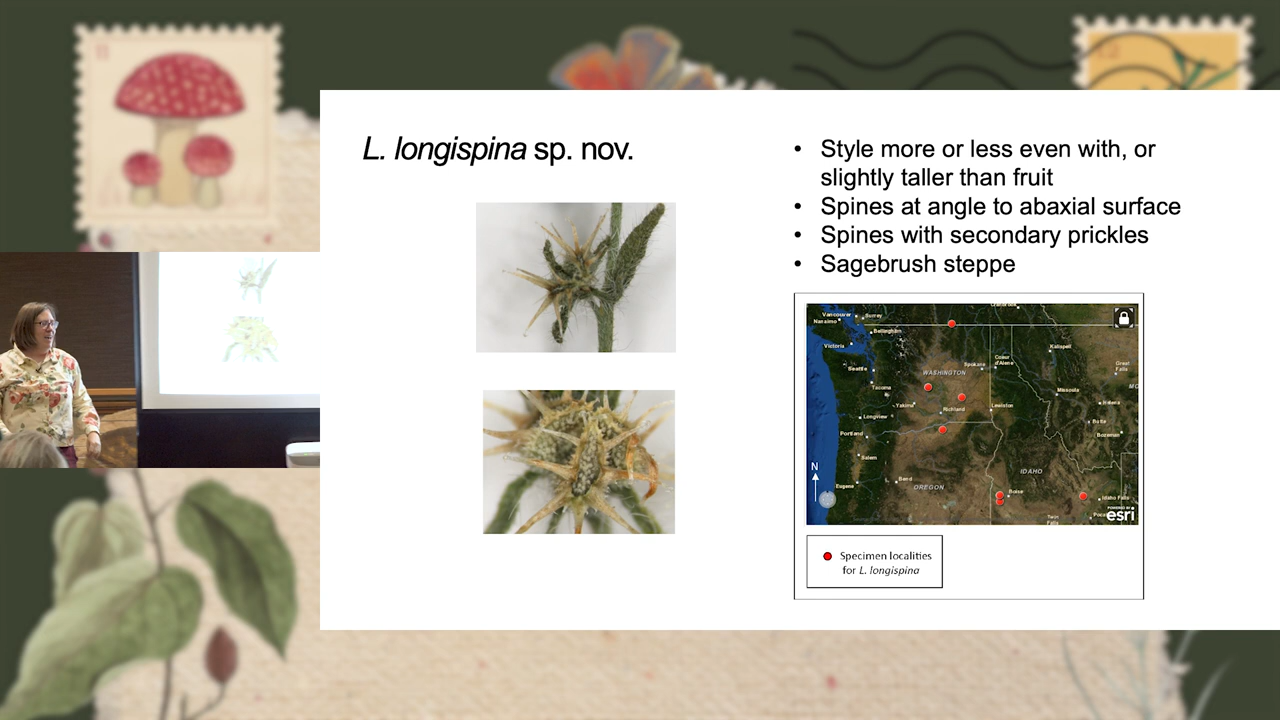 L. longispina sp. nov.
• Style more or less even with, or
slightly taller than fruit
• Spines at angle to abaxial surface
• Spines with secondary prickles
• Sagebrush steppe
Vancouver
Surrey
Nanaimo
Bellingham
Victoria
Seattle
Spokane
Coeur
d'Alene
Kalispell
Great
Falls
WASHINGTON
Tacoma
Yakima
Richland
Lewiston
Missoula
Helena
MO
Longview
Butte
Portland
Bozeman
Salem
IDAHO
N
Eugene
Bend
OREGON
Boise
Idaho Falls
Twin
Falls
POWERED BY
esri
Specimen localities
for L. longispina